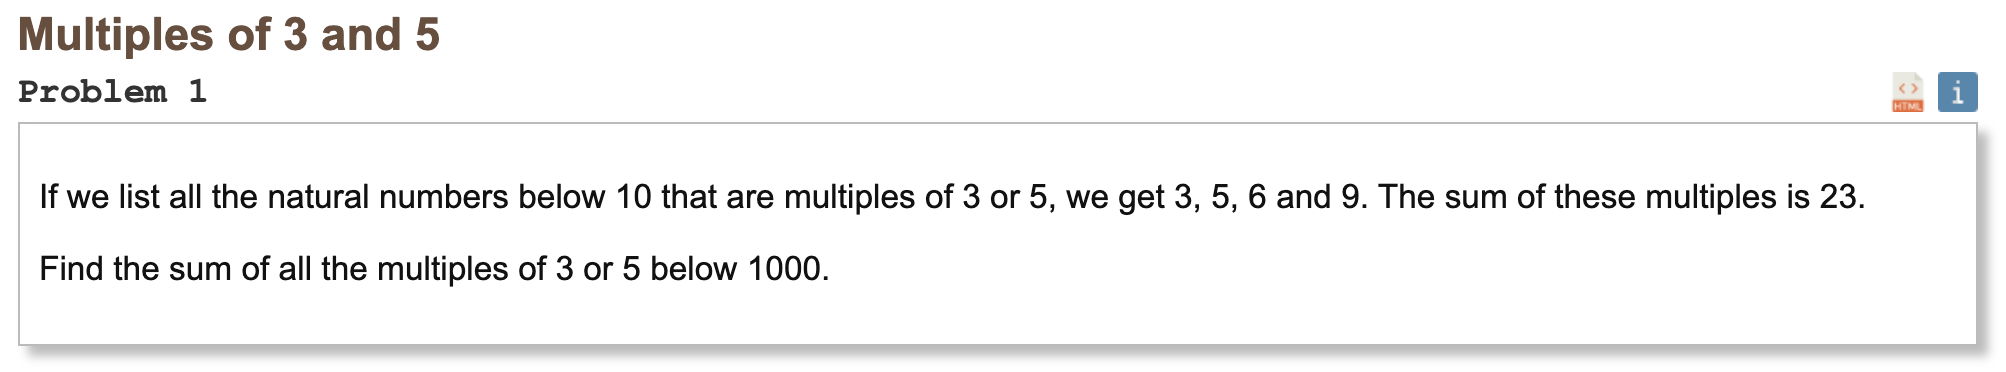 Multiples of 3 and 5
Problem 1
HTML
i
If we list all the natural numbers below 10 that are multiples of 3 or 5, we get 3, 5, 6 and 9. The sum of these multiples is 23.
Find the sum of all the multiples of 3 or 5 below 1000.